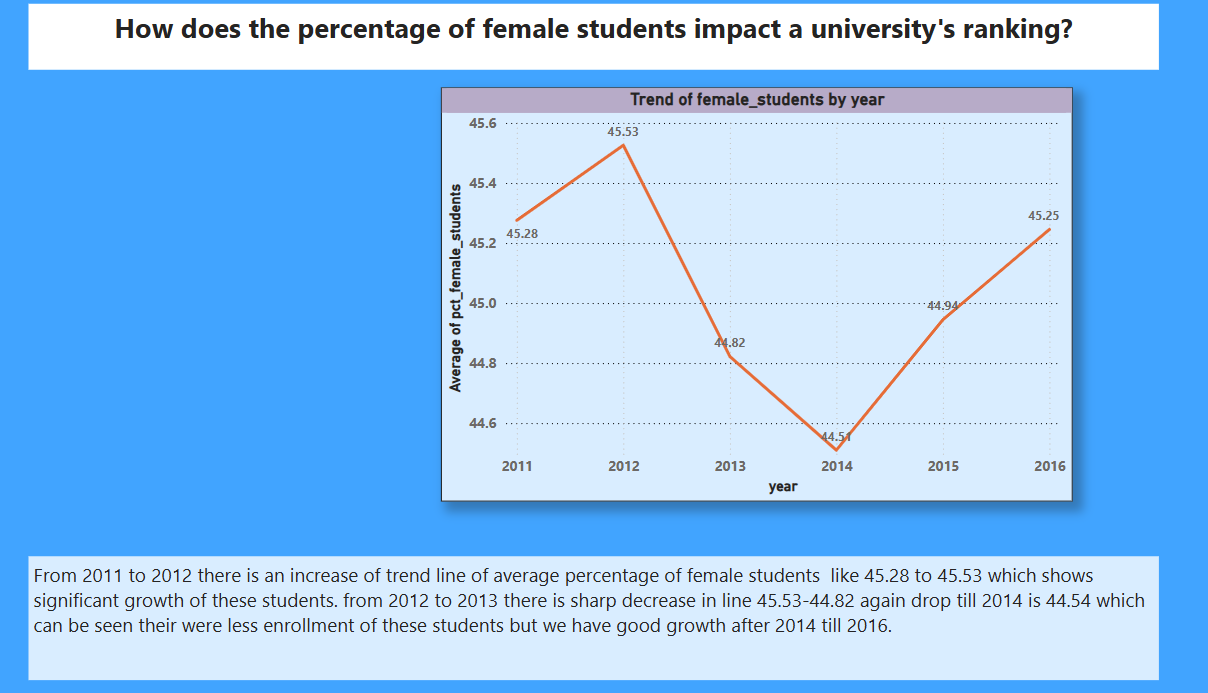 How does the percentage of female students impact a university's ranking?
Trend of female_students by year
Average of pct_female_students
45.6
45.4
45.2
45.0
44.8
44.6
45.28
45.53
44.82
44.51
44.94
45.25
2011 2012 2013 2014 2015 2016
year
From 2011 to 2012 there is an increase of trend line of average percentage of female students  like 45.28 to 45.53 which shows
significant growth of these students. from 2012 to 2013 there is sharp decrease in line 45.53-44.82 again drop till 2014 is 44.54 which
can be seen their were less enrollment of these students but we have good growth after 2014 till 2016.